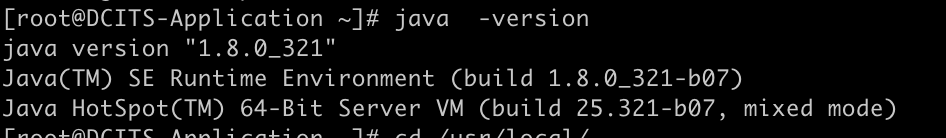 [root@DCITS-Application ~]# java  -version
java version "1.8.0_321"
Java(TM) SE Runtime Environment (build 1.8.0_321-b07)
Java HotSpot(TM) 64-Bit Server VM (build 25.321-b07, mixed mode)
[root@DCITS-Application ~]# cd /usr/local/